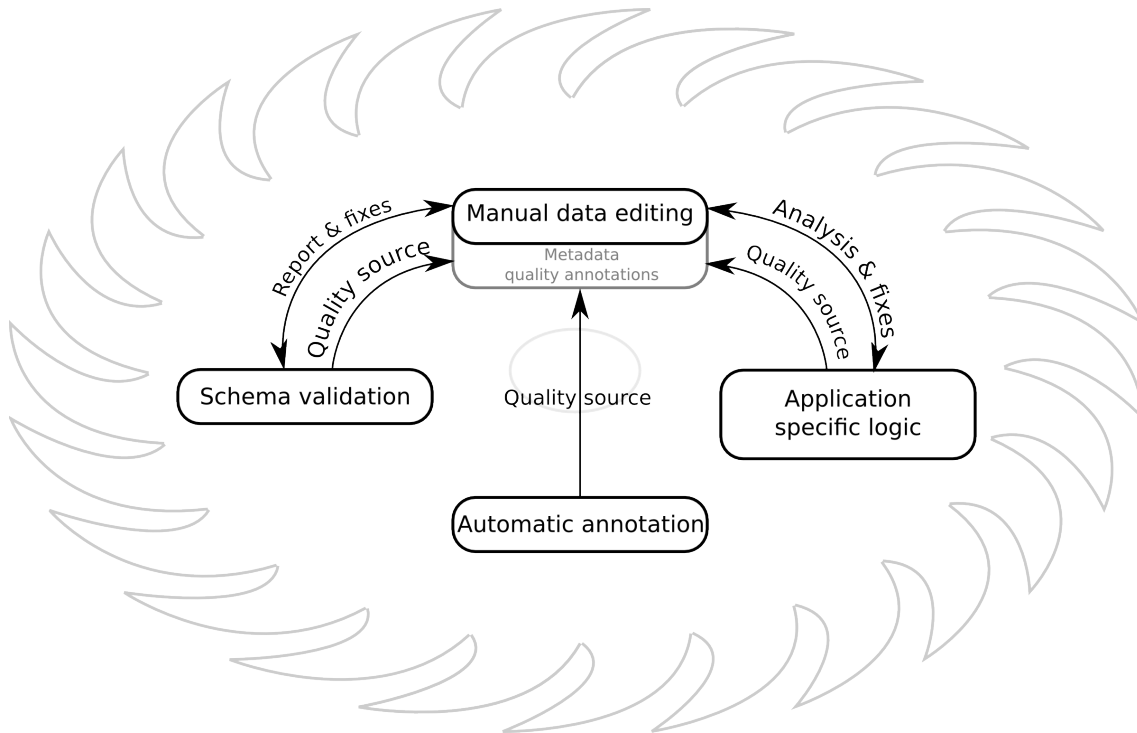 Report & fixes
Quality source
Manual data editing
Metadata
quality annotations
Analysis & fixes
Quality source
Schema validation
Quality source
Application
specific logic
Automatic annotation